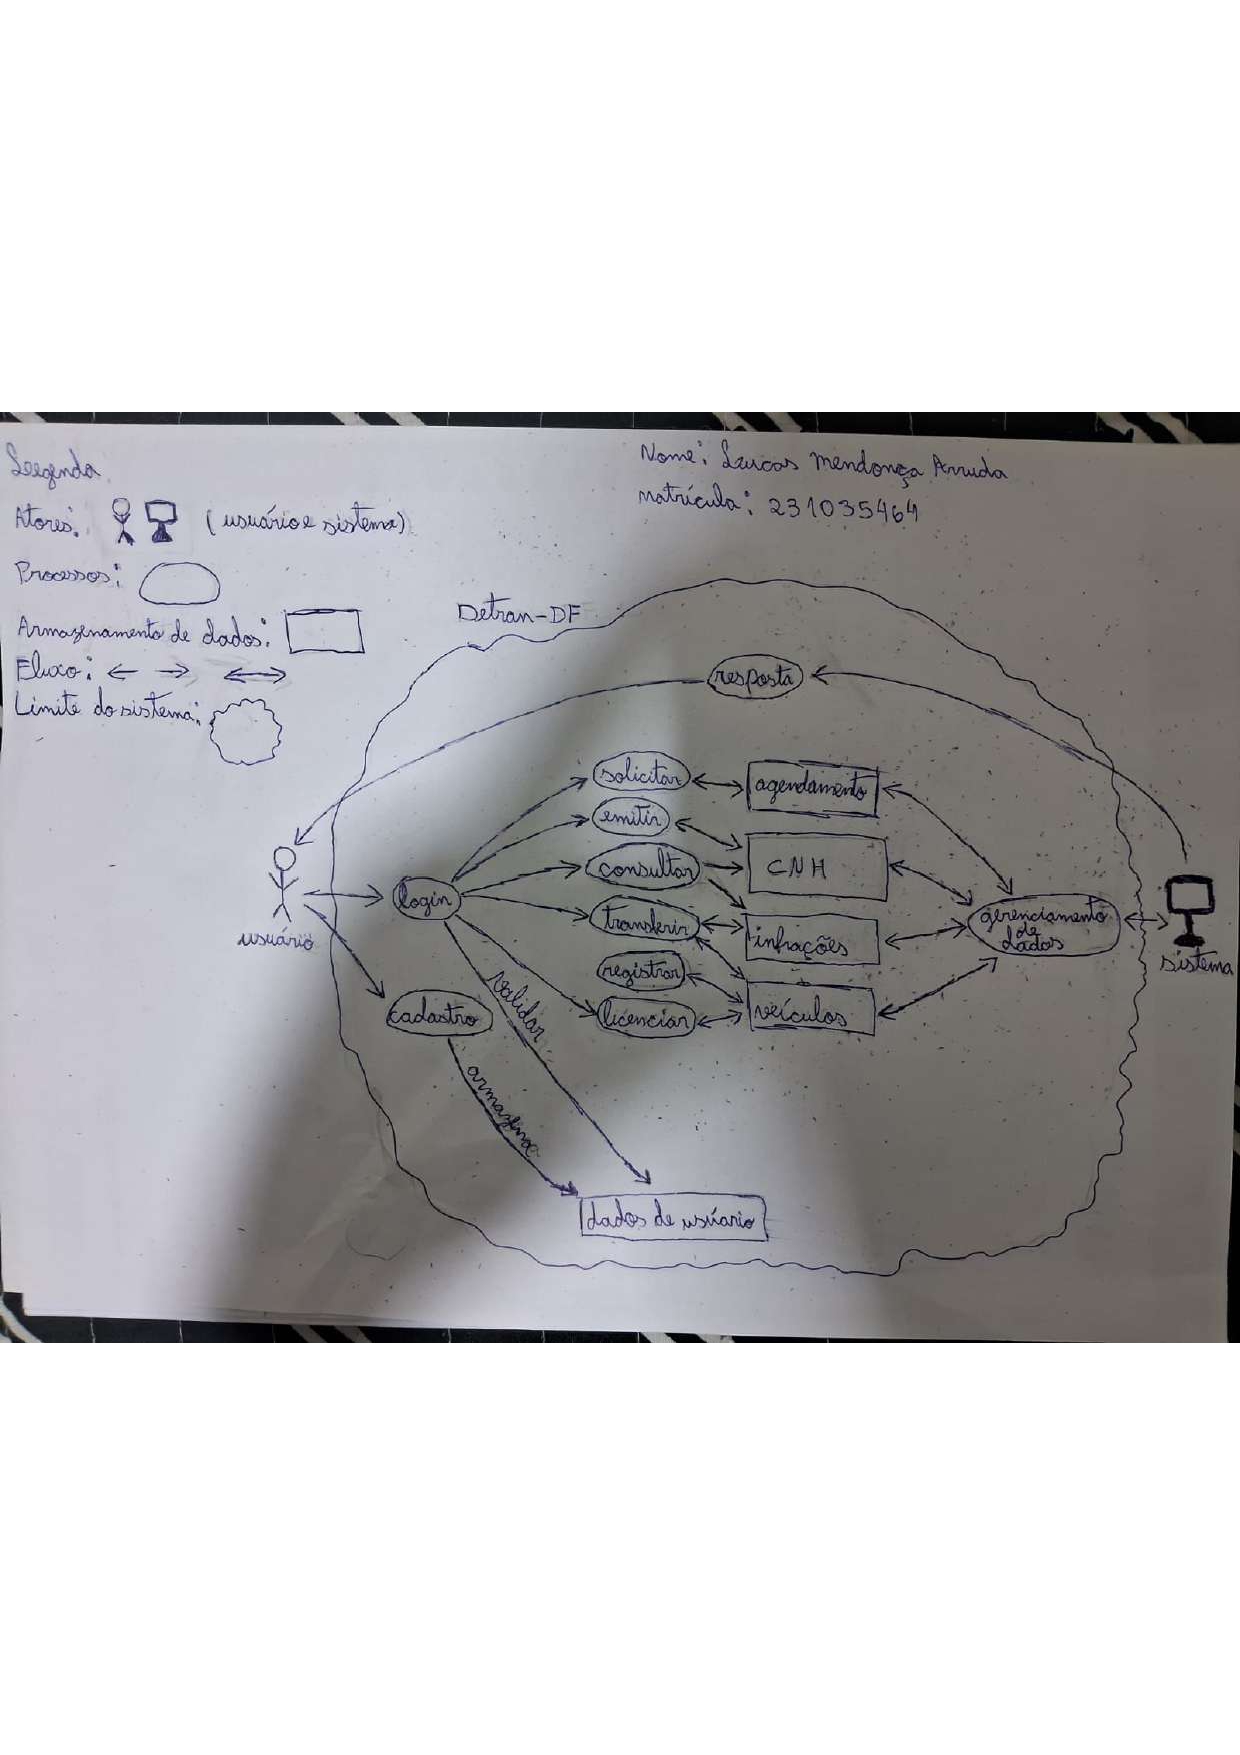 Legenda
Atores: (usuário e sistema)
Processos:
Armazenamento de dados:
Fluxo:
Limite do sistema:
Nome: Lucas Mendonça Arruda
matrícula: 231035464
Detran-DF
resposta
solicitar
agendamento
emitir
consultar
CNH
login
transferir
infrações
gerenciamento
de
dados
usuário
sistema
registrar
validar
cadastro
licenciar
veículos
armazena
dados de usuário